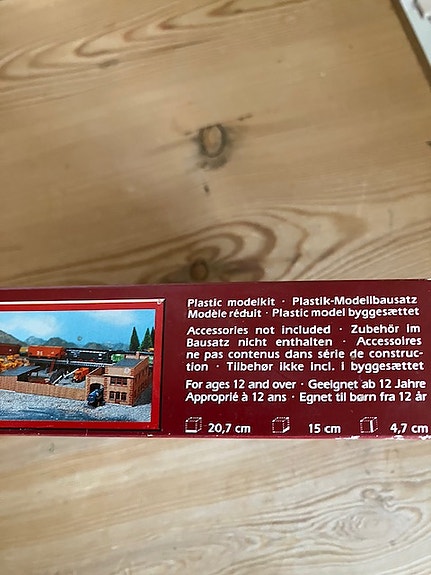 Plastic modelkit · Plastik-Modellbausatz
Modèle réduit · Plastic model byggesættet
Accessories not included · Zubehör im
Bausatz nicht enthalten · Accessoires
ne pas contenus dans série de construc-
tion · Tilbehør ikke incl. i byggesættet
For ages 12 and over · Geeignet ab 12 Jahre
Approprié à 12 ans · Egnet til børn fra 12 år
20,7 cm 15 cm 4,7 cm